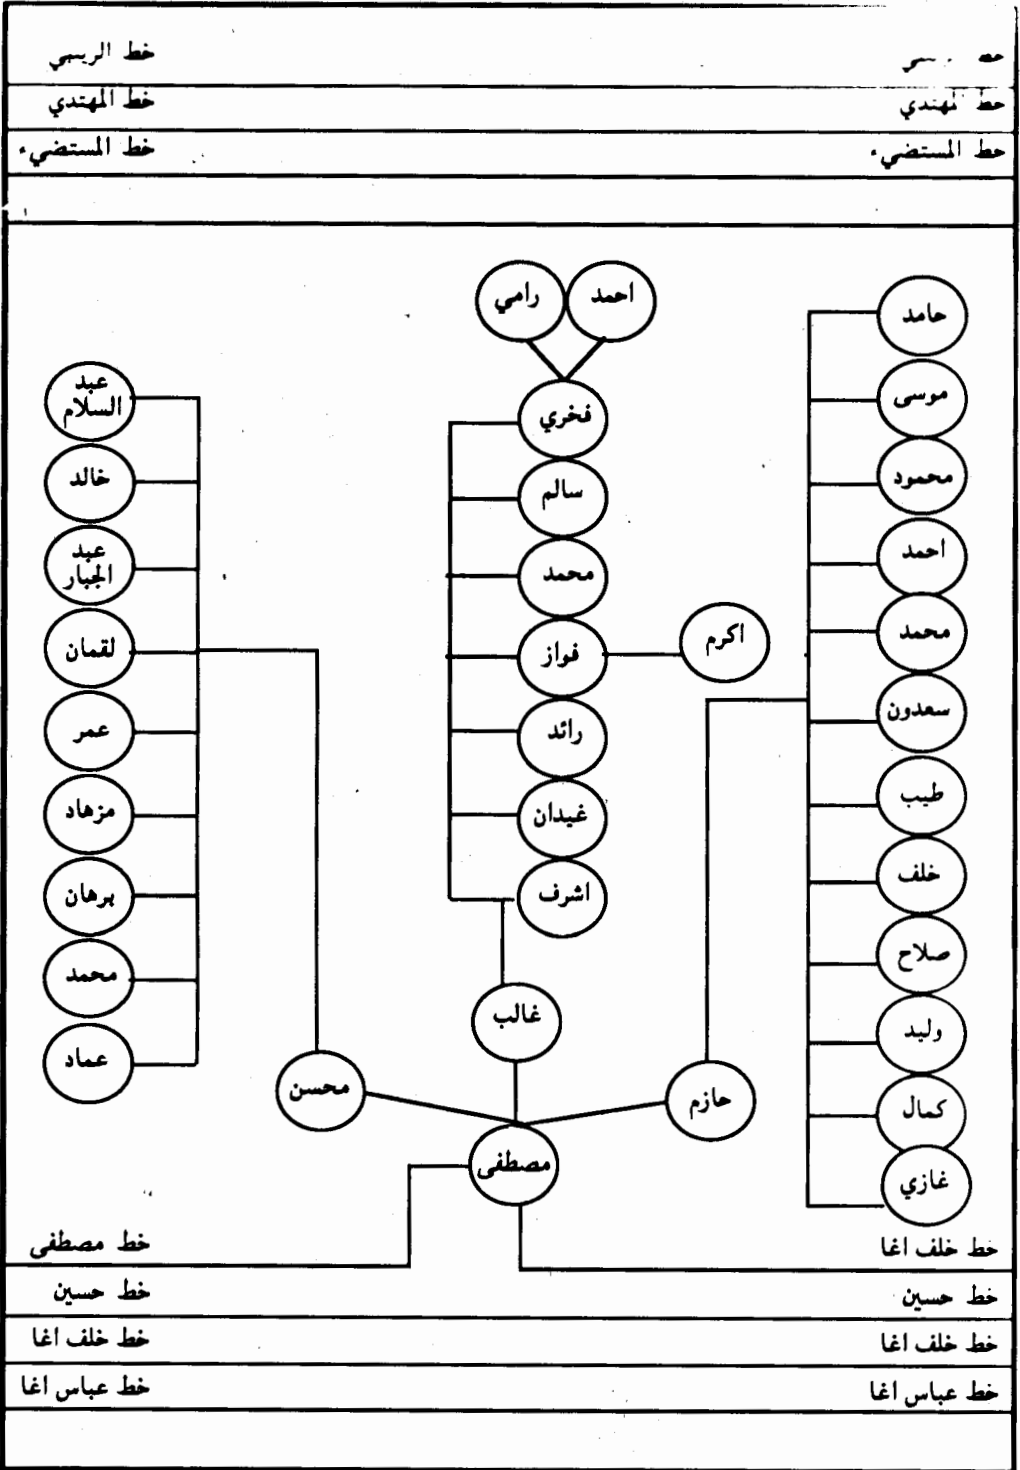 خط الريسي
خط المهتدي
خط المهتدي
خط المستضيء
خط المستضيء
احمد
رامي
حامد
موسى
محمود
احمد
محمد
سعدون
طيب
خلف
صلاح
وليد
كمال
غازي
فخري
سالم
محمد
فواز
رائد
غيدان
اشرف
اكرم
عبد
السلام
خالد
عبد
الجبار
لقمان
عمر
مزهاد
برهان
محمد
عماد
غالب
حازم
محسن
مصطفى
خط خلف اغا
خط مصطفى
خط حسين
خط حسين
خط خلف اغا
خط خلف اغا
خط عباس اغا
خط عباس اغا